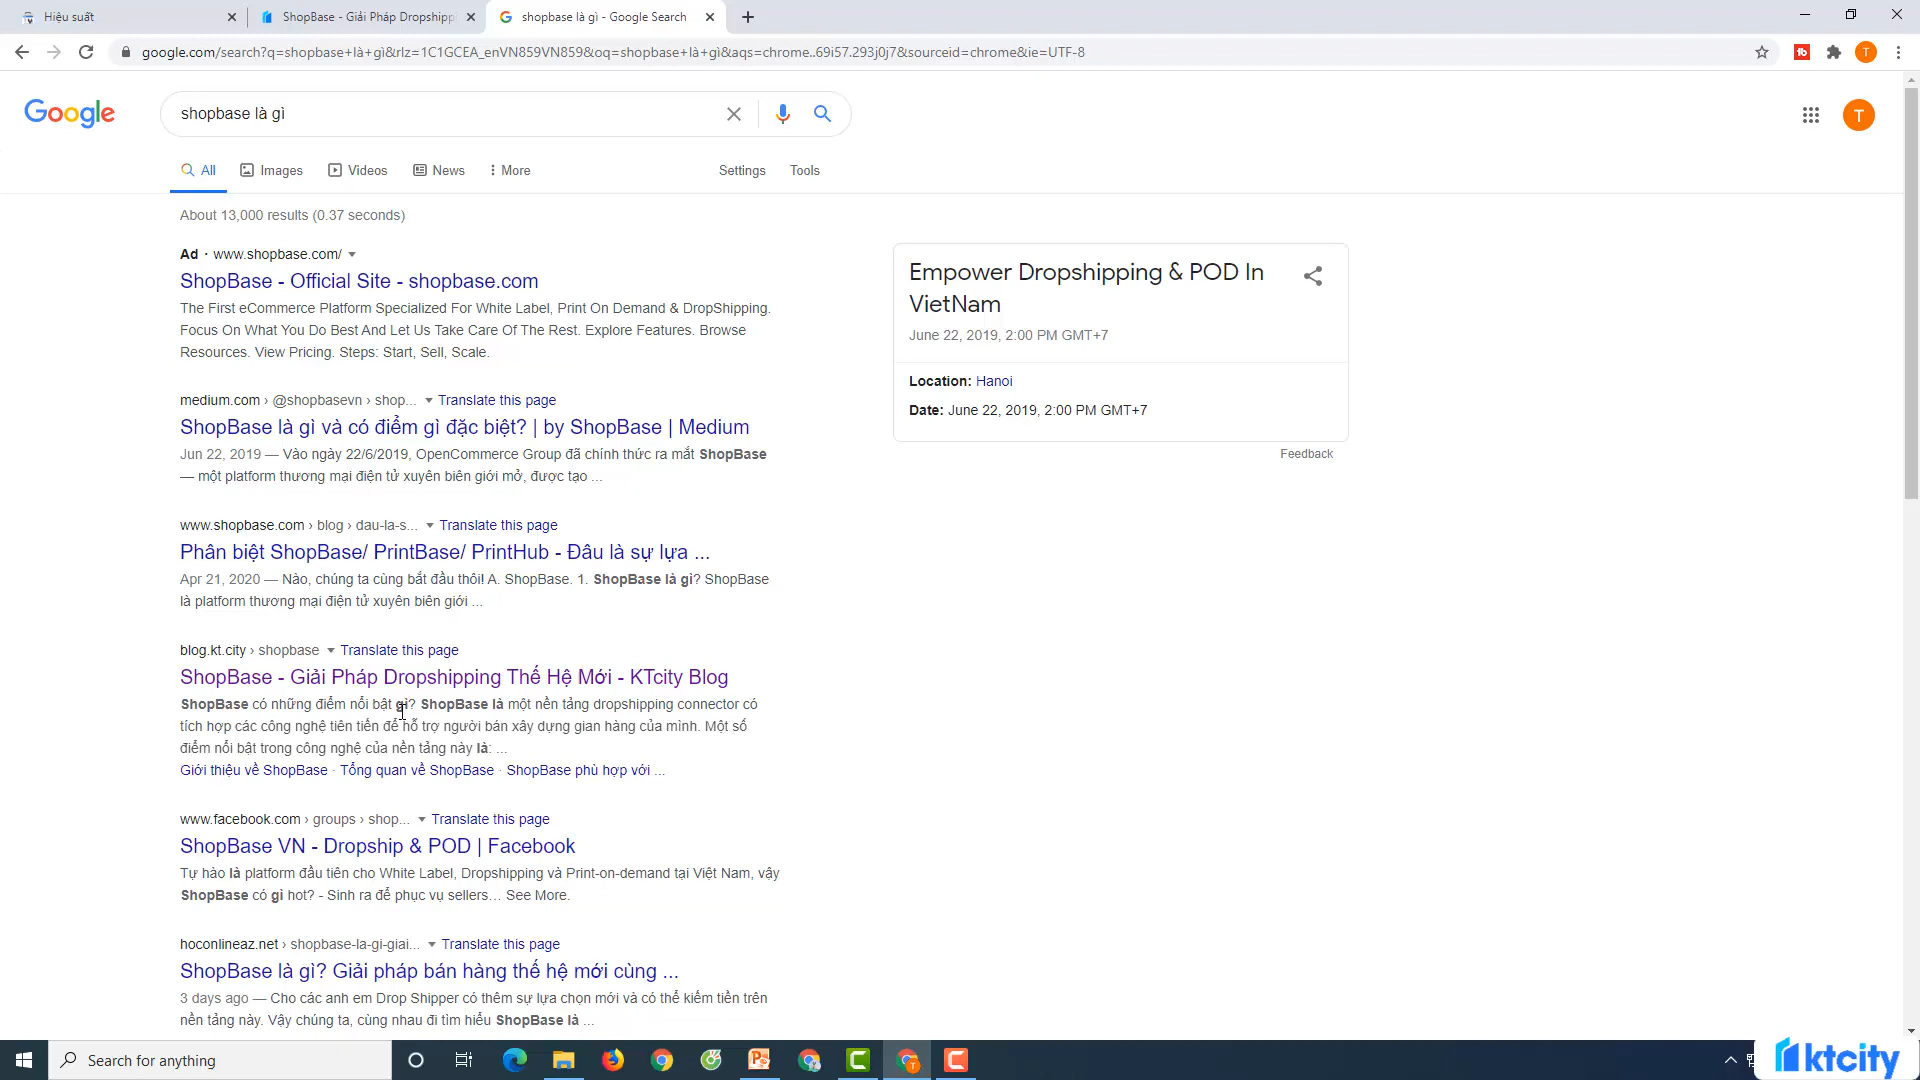 Hiệu suất
ShopBase - Giải Pháp Dropshippi
shopbase là gì - Google Search
google.com/search?q=shopbase+là+gì&rlz=1C1GCEA_enVN859VN859&oq=shopbase+là+gì&aqs=chrome..69i57.293j0j7&sourceid=chrome&ie=UTF-8
T
Google
shopbase là gì
T
All
Images
Videos
News
More
Settings
Tools
About 13,000 results (0.37 seconds)
Ad · www.shopbase.com/
ShopBase - Official Site - shopbase.com
The First eCommerce Platform Specialized For White Label, Print On Demand & DropShipping.
Focus On What You Do Best And Let Us Take Care Of The Rest. Explore Features. Browse
Resources. View Pricing. Steps: Start, Sell, Scale.
medium.com › @shopbasevn › shop... Translate this page
ShopBase là gì và có điểm gì đặc biệt? | by ShopBase | Medium
Jun 22, 2019 — Vào ngày 22/6/2019, OpenCommerce Group đã chính thức ra mắt ShopBase
— một platform thương mại điện tử xuyên biên giới mở, được tạo ...
www.shopbase.com › blog › dau-la-s... Translate this page
Phân biệt ShopBase/ PrintBase/ PrintHub - Đâu là sự lựa ...
Apr 21, 2020 — Nào, chúng ta cùng bắt đầu thôi! A. ShopBase. 1. ShopBase là gì? ShopBase
là platform thương mại điện tử xuyên biên giới ...
blog.kt.city › shopbase Translate this page
ShopBase - Giải Pháp Dropshipping Thế Hệ Mới - KTcity Blog
ShopBase có những điểm nổi bật gì? ShopBase là một nền tảng dropshipping connector có
tích hợp các công nghệ tiên tiến để hỗ trợ người bán xây dựng gian hàng của mình. Một số
điểm nổi bật trong công nghệ của nền tảng này là: ...
Giới thiệu về ShopBase · Tổng quan về ShopBase · ShopBase phù hợp với ...
www.facebook.com › groups › shop... Translate this page
ShopBase VN - Dropship & POD | Facebook
Tự hào là platform đầu tiên cho White Label, Dropshipping và Print-on-demand tại Việt Nam, vậy
ShopBase có gì hot? - Sinh ra để phục vụ sellers… See More.
hoconlineaz.net › shopbase-la-gi-giai... Translate this page
ShopBase là gì? Giải pháp bán hàng thế hệ mới cùng ...
3 days ago — Cho các anh em Drop Shipper có thêm sự lựa chọn mới và có thể kiếm tiền trên
nền tảng này. Vậy chúng ta, cùng nhau đi tìm hiểu ShopBase là ...
Empower Dropshipping & POD In
VietNam
June 22, 2019, 2:00 PM GMT+7
Location: Hanoi
Date: June 22, 2019, 2:00 PM GMT+7
Feedback
Search for anything
ktcity